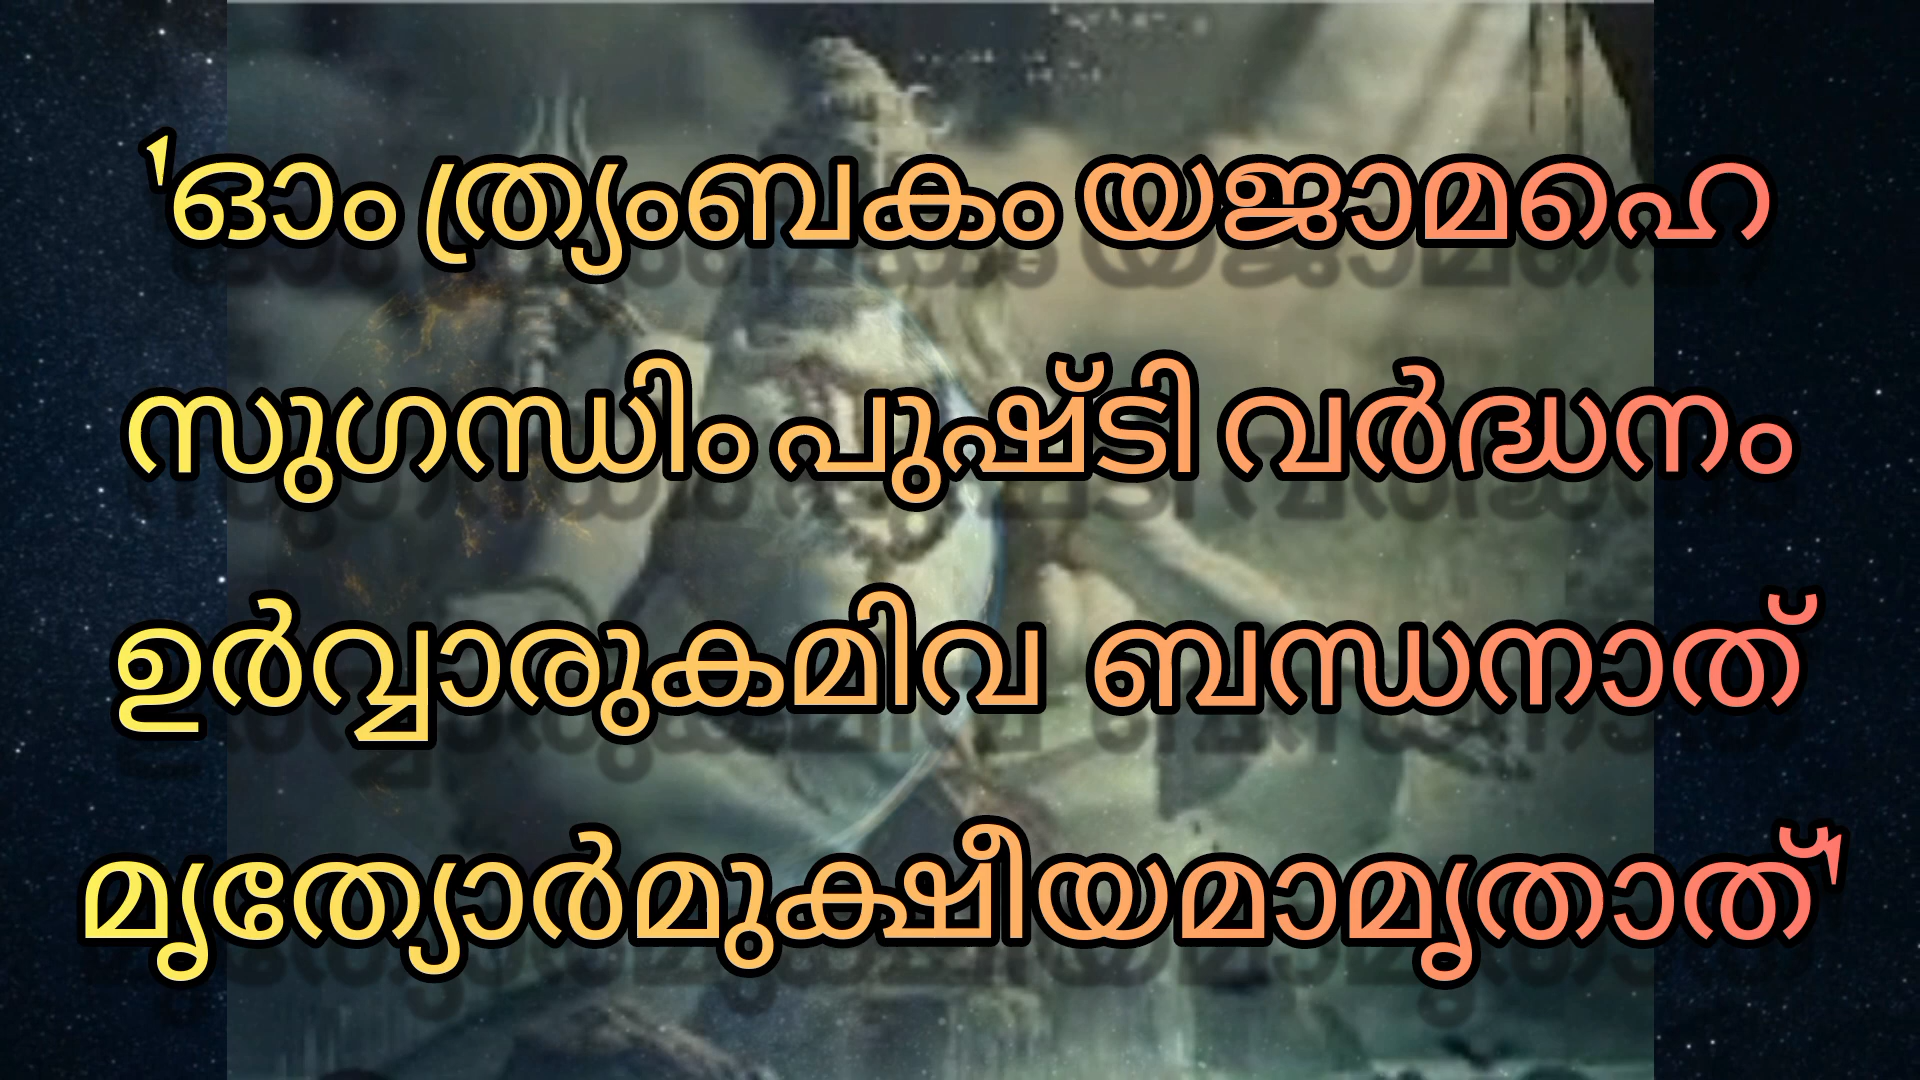 'ഓം ത്ര്യംബകം യജാമഹെ
സുഗന്ധിം പുഷ്ടി വർദ്ധനം
ഉർവ്വാരുകമിവ ബന്ധനാത്
മൃത്യോർമുക്ഷീയമാമൃതാത്'